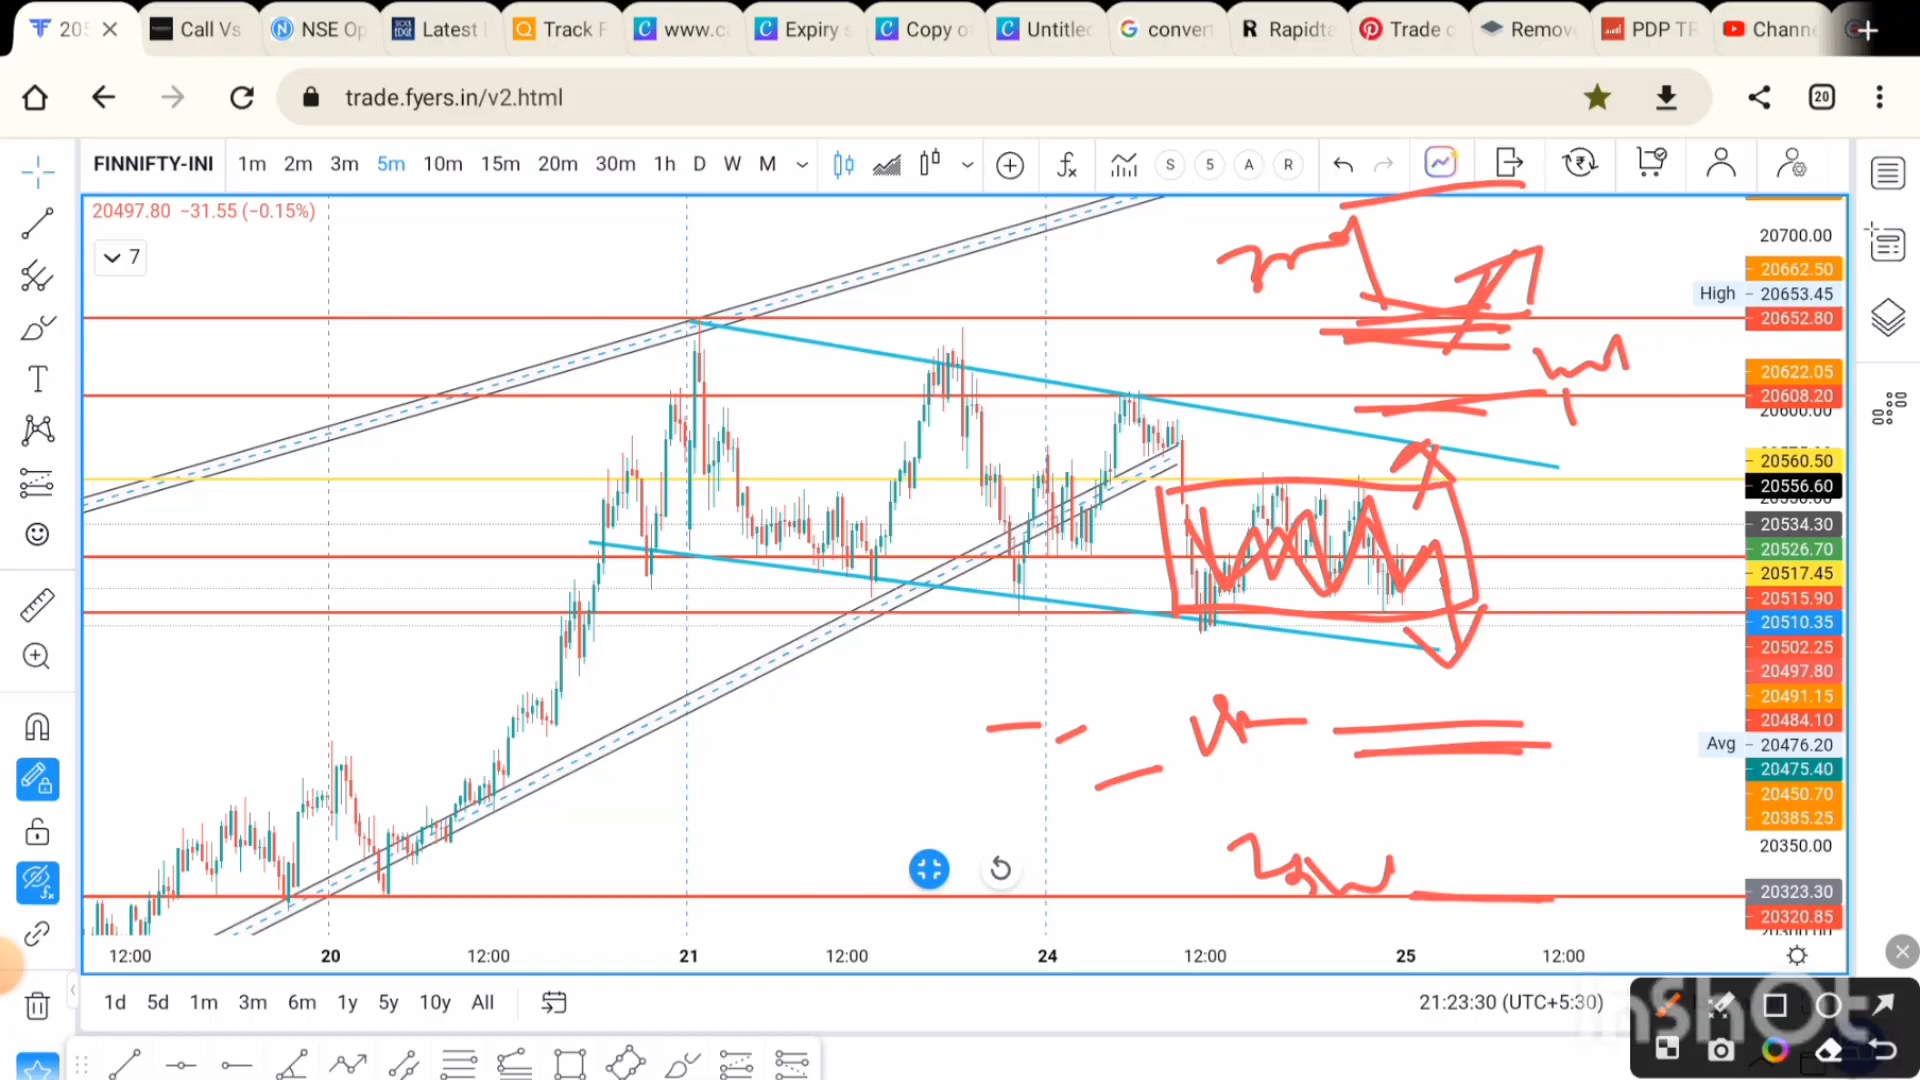 205
Call Vs
NSE Op
Latest
Track F
www.c
Expiry s
Copy o
Untitled
convert
Rapidta
Trade c
Remov
PDP TR
Chann
trade.fyers.in/v2.html
20
FINNIFTY-INI
1m 2m 3m 5m 10m 15m 20m 30m 1h D W M
S 5 A R
20497.80 −31.55 (−0.15%)
7
20700.00
20662.50
High 20653.45
20652.80
20622.05
20608.20
20600.00
20560.50
20556.60
20534.30
20526.70
20517.45
20515.90
20510.35
20502.25
20497.80
20491.15
20484.10
Avg 20476.20
20475.40
20450.70
20385.25
20350.00
20323.30
20320.85
12:00 20 12:00 21 12:00 24 12:00 25 12:00
1d 5d 1m 3m 6m 1y 5y 10y All
21:23:30 (UTC+5:30)
InShOt